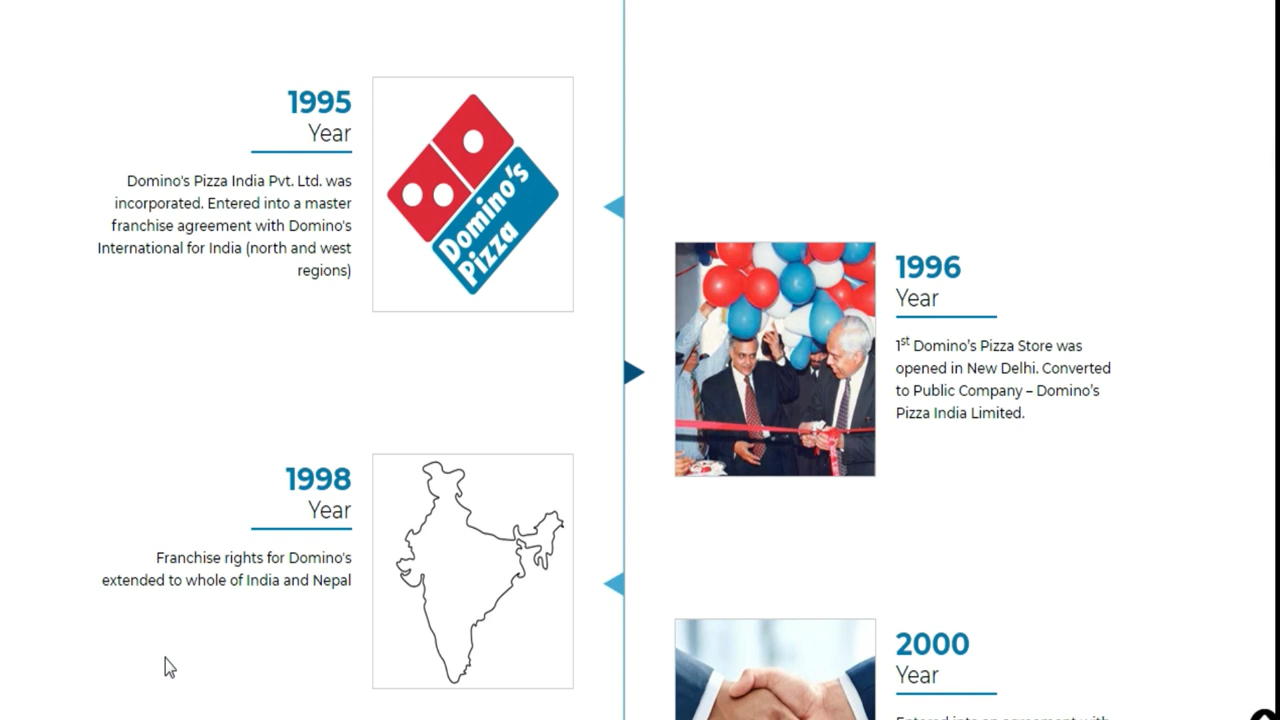 1995
Year
Domino's Pizza India Pvt. Ltd. was
incorporated. Entered into a master
franchise agreement with Domino's
International for India (north and west
regions)
Domino's
Pizza
1996
Year
1st Domino’s Pizza Store was
opened in New Delhi. Converted
to Public Company – Domino’s
Pizza India Limited.
1998
Year
Franchise rights for Domino's
extended to whole of India and Nepal
2000
Year